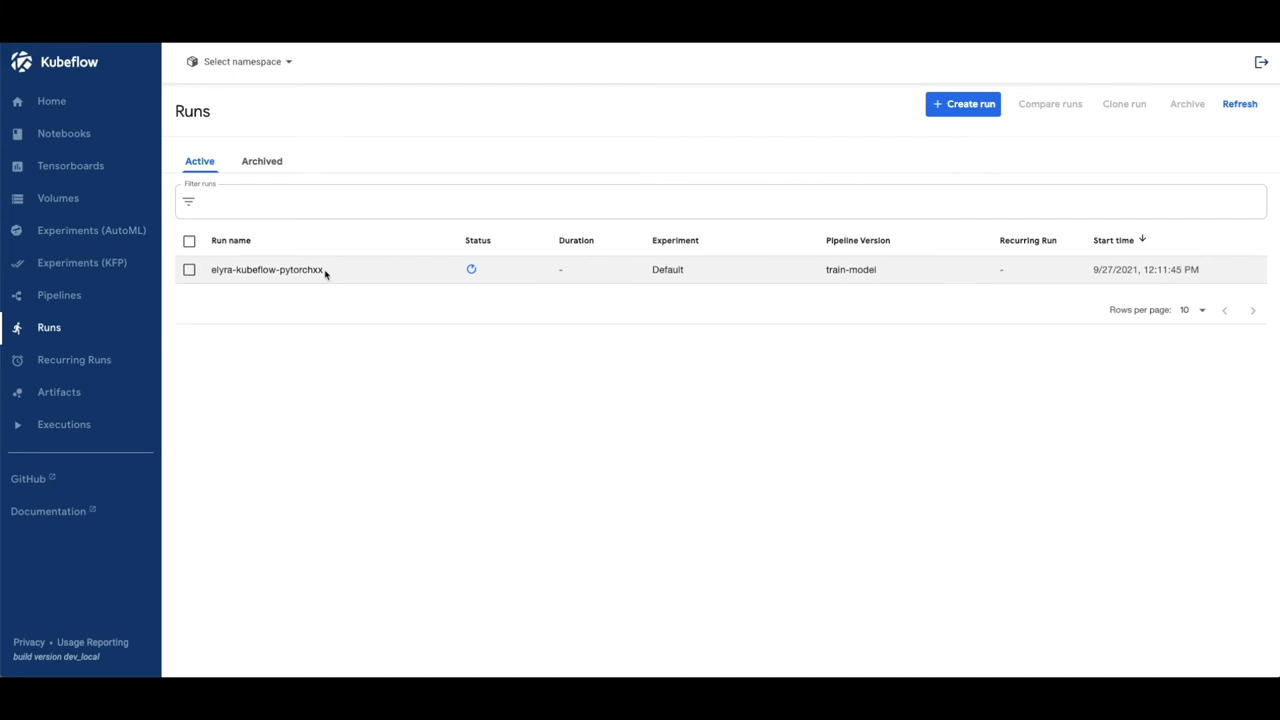 Kubeflow
Select namespace
Home
Notebooks
Tensorboards
Volumes
Experiments (AutoML)
Experiments (KFP)
Pipelines
Runs
Recurring Runs
Artifacts
Executions
GitHub
Documentation
Privacy • Usage Reporting
build version dev_local
Runs
+ Create run Compare runs Clone run Archive Refresh
Active Archived
Filter runs
Run name Status Duration Experiment Pipeline Version Recurring Run Start time
elyra-kubeflow-pytorchxx - Default train-model - 9/27/2021, 12:11:45 PM
Rows per page: 10